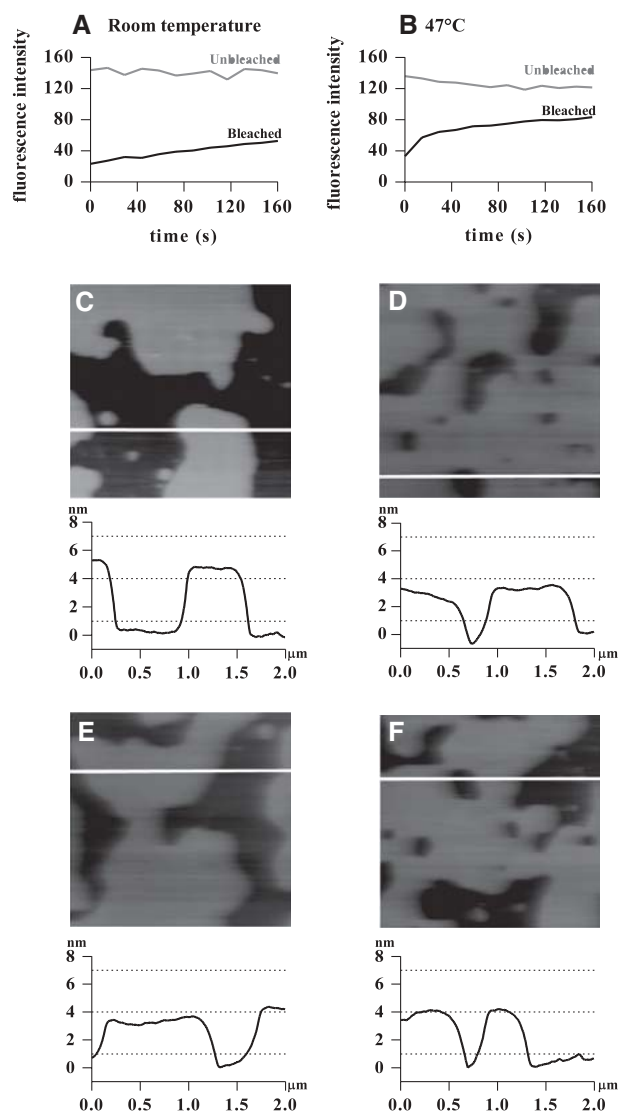 A Room temperature
fluorescence intensity
160
120
80
40
0
Unbleached
Bleached
0 40 80 120 160
time (s)
B 47°C
fluorescence intensity
160
120
80
40
0
Unbleached
Bleached
0 40 80 120 160
time (s)
C
nm
8
6
4
2
0
μm
0.0 0.5 1.0 1.5 2.0
D
nm
8
6
4
2
0
μm
0.0 0.5 1.0 1.5 2.0
E
nm
8
6
4
2
0
μm
0.0 0.5 1.0 1.5 2.0
F
nm
8
6
4
2
0
μm
0.0 0.5 1.0 1.5 2.0